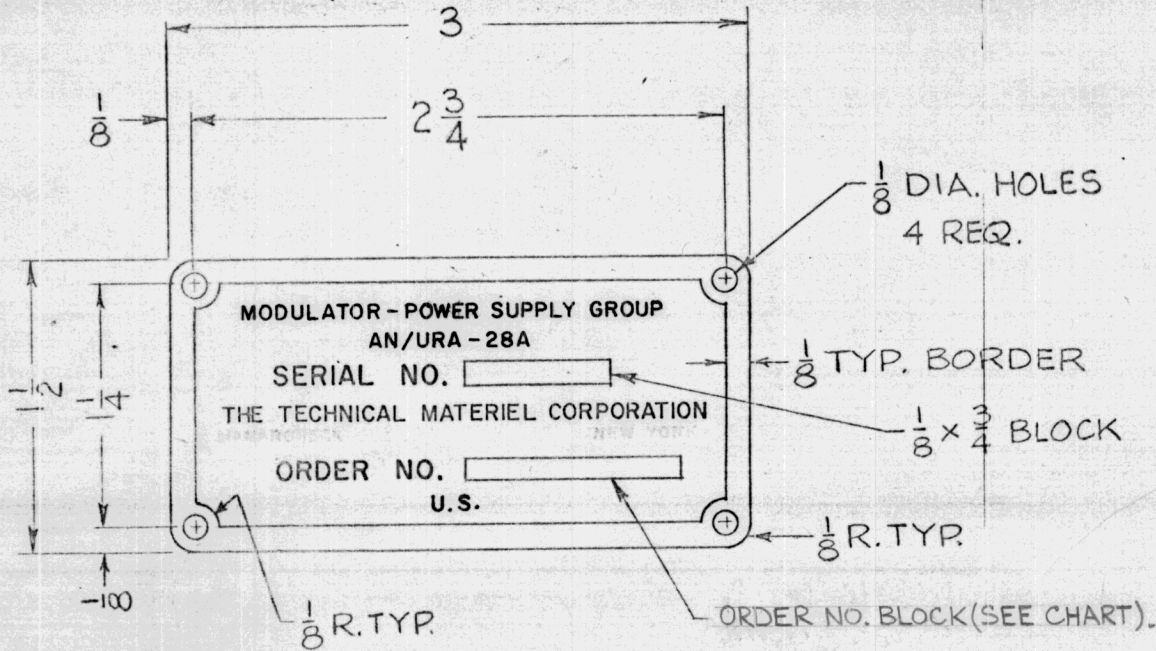 3
1/8
2 3/4
1/8 DIA. HOLES
4 REQ.
MODULATOR-POWER SUPPLY GROUP
AN/URA-28A
SERIAL NO.
1/8 TYP. BORDER
1 1/2
1 1/4
THE TECHNICAL MATERIEL CORPORATION
1/8 x 3/4 BLOCK
ORDER NO.
U.S.
1/8 R. TYP.
1/8
1/8 R. TYP.
ORDER NO. BLOCK (SEE CHART).